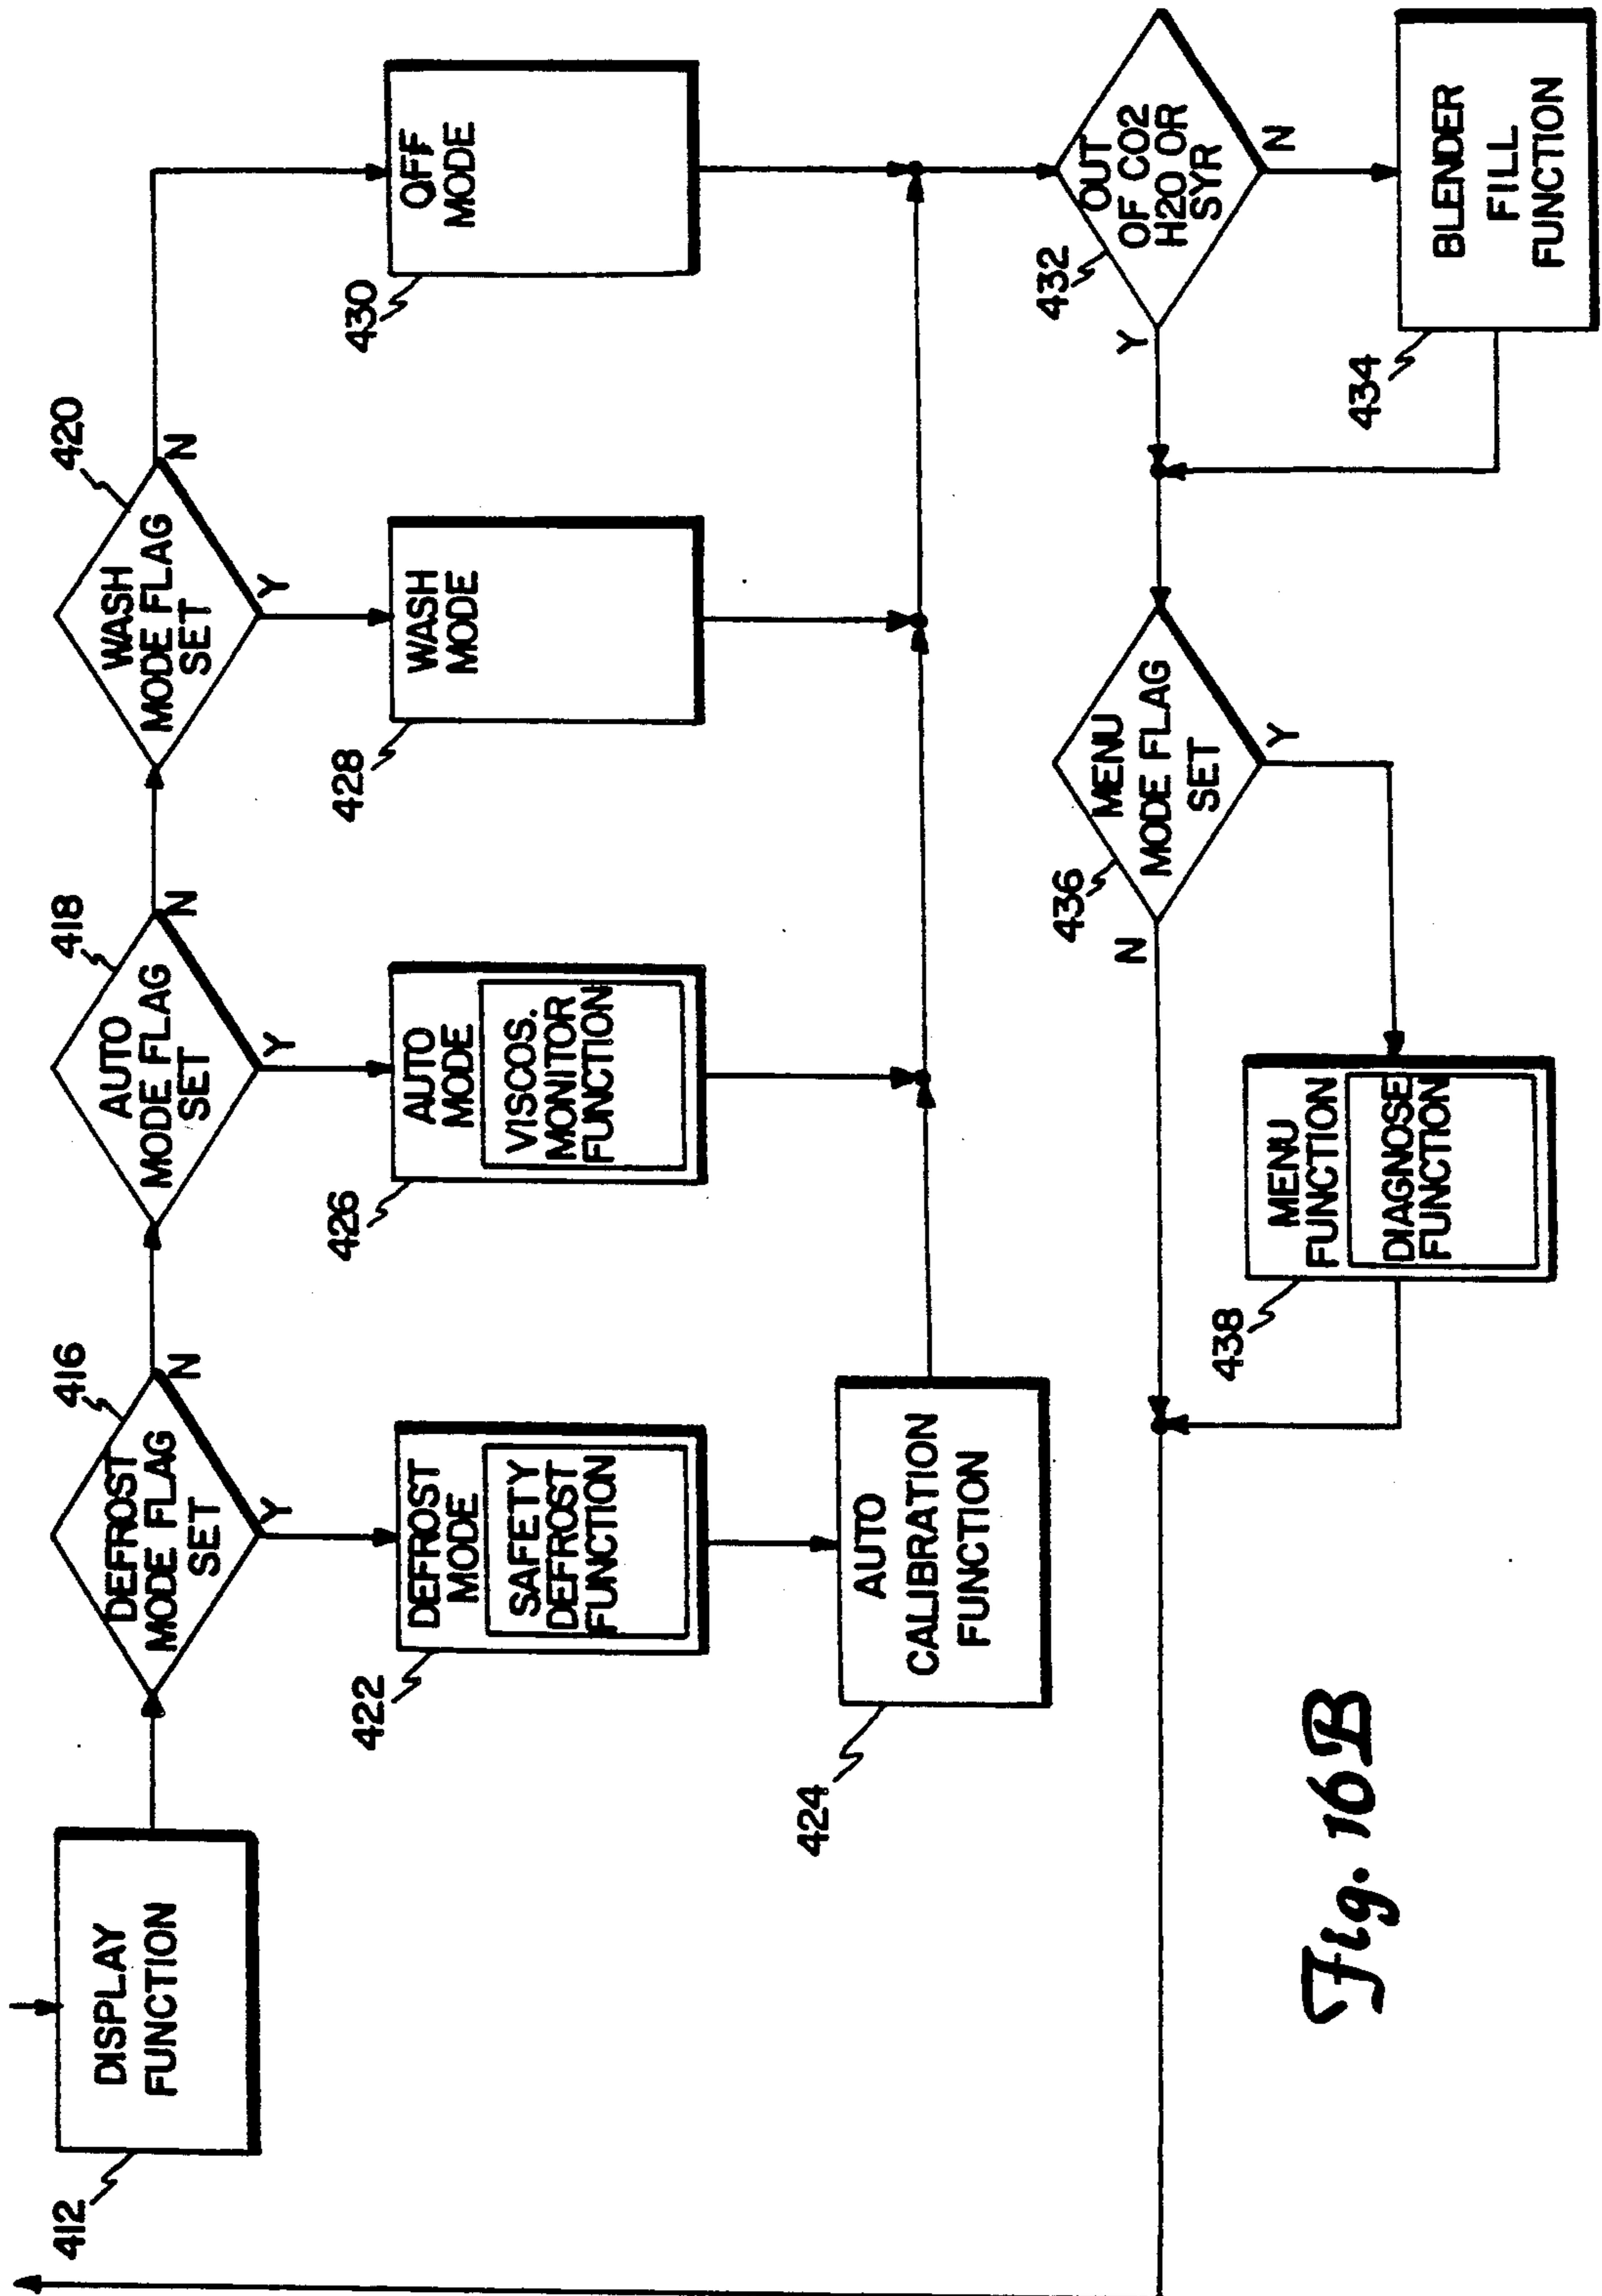 412
DISPLAY
FUNCTION
416
DEFROST
MODE FLAG
SET
N
Y
418
AUTO
MODE FLAG
SET
N
Y
420
WASH
MODE FLAG
SET
N
Y
422
DEFROST
MODE
SAFETY
DEFROST
FUNCTION
426
AUTO
MODE
VISCOS.
MONITOR
FUNCTION
428
WASH
MODE
430
OFF
MODE
424
AUTO
CALIBRATION
FUNCTION
432
OUT
OF CO2
H2O OR
SYR
Y
N
436
MENU
MODE FLAG
SET
N
Y
434
BLENDER
FILL
FUNCTION
438
MENU
FUNCTION
DIAGNOSE
FUNCTION
Fig. 16B